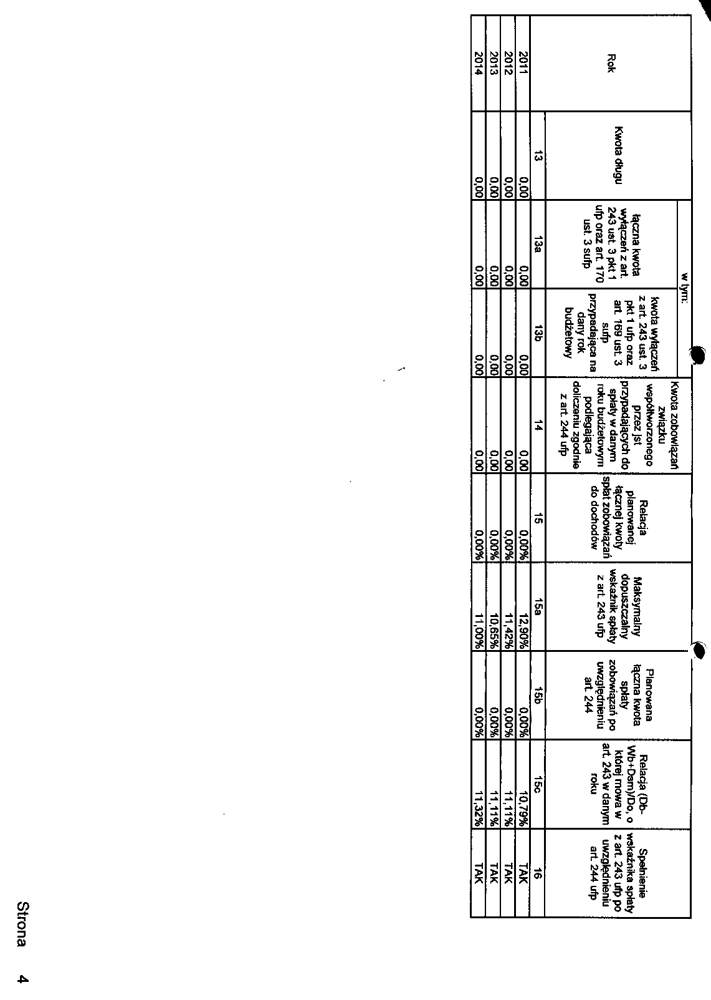 Rok
Kwota długu
w tym:
łączna kwota
wyłączeń z art.
243 ust. 3 pkt 1
ufp oraz art. 170
ust. 3 sufp
kwota wyłączeń
z art. 243 ust. 3
pkt 1 ufp oraz
art. 169 ust. 3
sufp
przypadająca na
dany rok
budżetowy
Kwota zobowiązań
związku
współtworzonego
przez jst
przypadających do
spłaty w danym
roku budżetowym
podlegająca
doliczeniu zgodnie
z art. 244 ufp
Relacja
planowanej
łącznej kwoty
spłat zobowiązań
do dochodów
Maksymalny
dopuszczalny
wskaźnik spłaty
z art. 243 ufp
Planowana
łączna kwota
spłaty
zobowiązań po
uwzględnieniu
art. 244
Relacja (Db-
Wb+Dsm)/Do, o
której mowa w
art. 243 w danym
roku
Spełnienie
wskaźnika spłaty
z art. 243 ufp po
uwzględnieniu
art. 244 ufp
13 13a 13b 14 15 15a 15b 15c 16
2011 0,00 0,00 0,00 0,00 0,00% 12,90% 0,00% 10,79% TAK
2012 0,00 0,00 0,00 0,00 0,00% 11,42% 0,00% 11,11% TAK
2013 0,00 0,00 0,00 0,00 0,00% 10,65% 0,00% 11,11% TAK
2014 0,00 0,00 0,00 0,00 0,00% 11,00% 0,00% 11,32% TAK
Strona 4